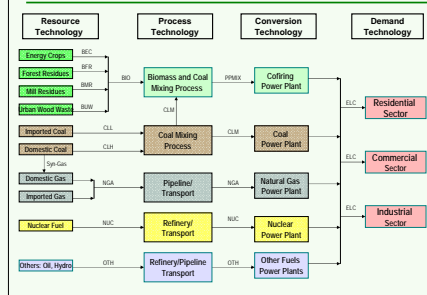 Resource
Technology
Process
Technology
Conversion
Technology
Demand
Technology
Energy Crops
BEC
Forest Residues
BFR
Mill Residues
BMR
Urban Wood Waste
BUW
BIO
Biomass and Coal
Mixing Process
PPMIX
Cofiring
Power Plant
CLM
Imported Coal
CLL
Domestic Coal
CLH
Coal Mixing
Process
CLM
Coal
Power Plant
Syn-Gas
Domestic Gas
Imported Gas
NGA
Pipeline/
Transport
NGA
Natural Gas
Power Plant
Nuclear Fuel
NUC
Refinery/
Transport
NUC
Nuclear
Power Plant
Others: Oil, Hydro
OTH
Refinery/Pipeline
Transport
OTH
Other Fuels
Power Plants
ELC
Residential
Sector
ELC
Commercial
Sector
ELC
Industrial
Sector